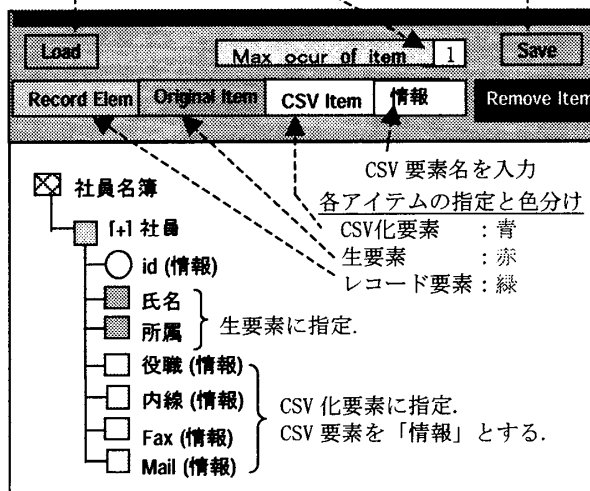 Load
Max ocur of item 1
Save
Record Elem
Original Item
CSV Item
情報
Remove Item
CSV 要素名を入力
各アイテムの指定と色分け
CSV化要素 : 青
生要素 : 赤
レコード要素 : 緑
社員名簿
[+] 社員
id (情報)
氏名
所属
生要素に指定.
役職 (情報)
内線 (情報)
Fax (情報)
Mail (情報)
CSV 化要素に指定.
CSV 要素を「情報」とする.